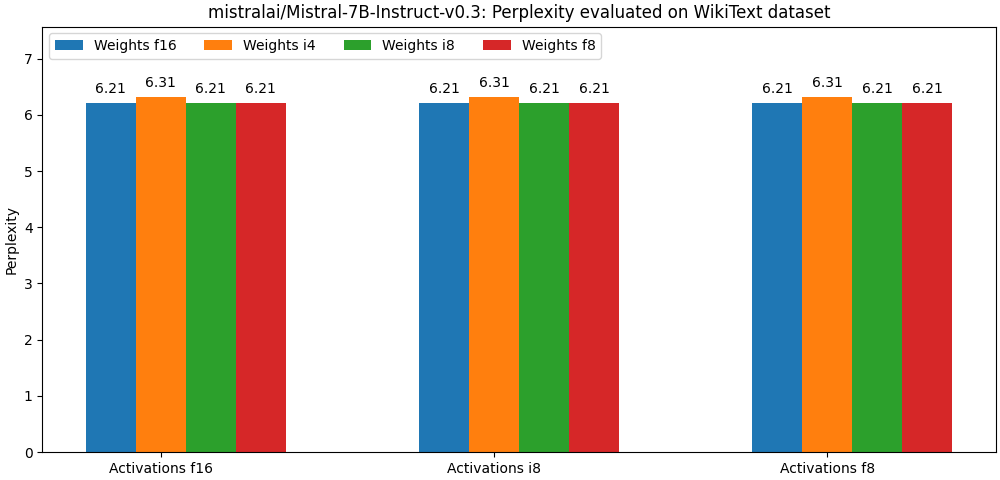 mistralai/Mistral-7B-Instruct-v0.3: Perplexity evaluated on WikiText dataset
Weights f16 Weights i4 Weights i8 Weights f8
7
6.21 6.31 6.21 6.21 6.21 6.31 6.21 6.21 6.21 6.31 6.21 6.21
6
5
4
3
2
1
0
Perplexity
Activations f16 Activations i8 Activations f8